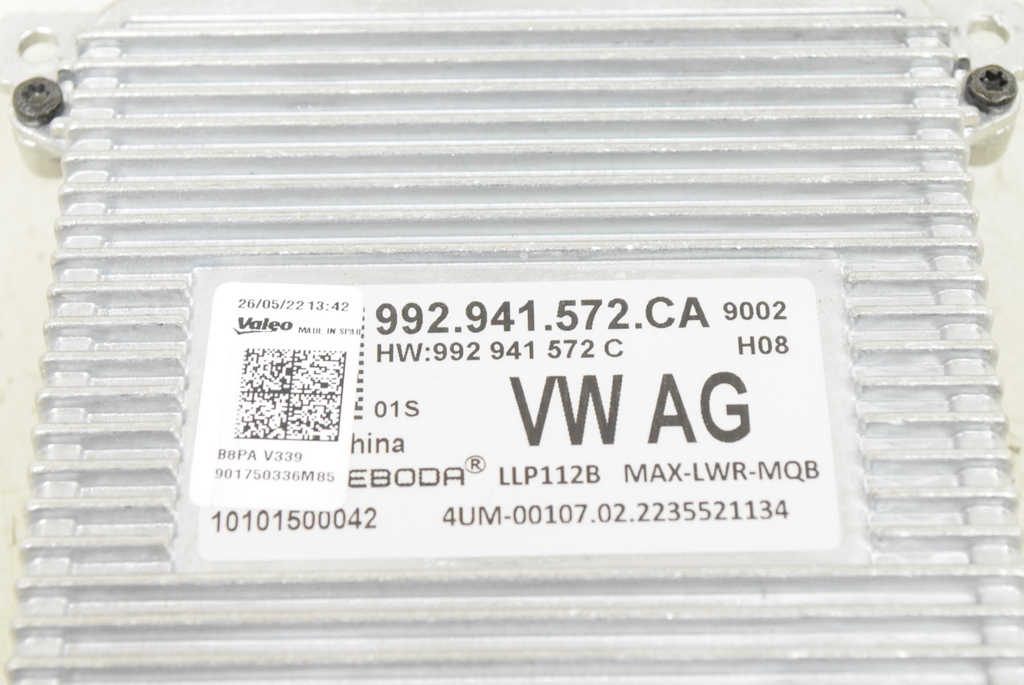 26/05/22 13:42
Valeo MADE IN SPAI
B8PA V339
901750336M85
992.941.572.CA 9002
HW:992 941 572 C H08
01S
VW AG
hina
EBODA® LLP112B MAX-LWR-MQB
10101500042 4UM-00107.02.2235521134